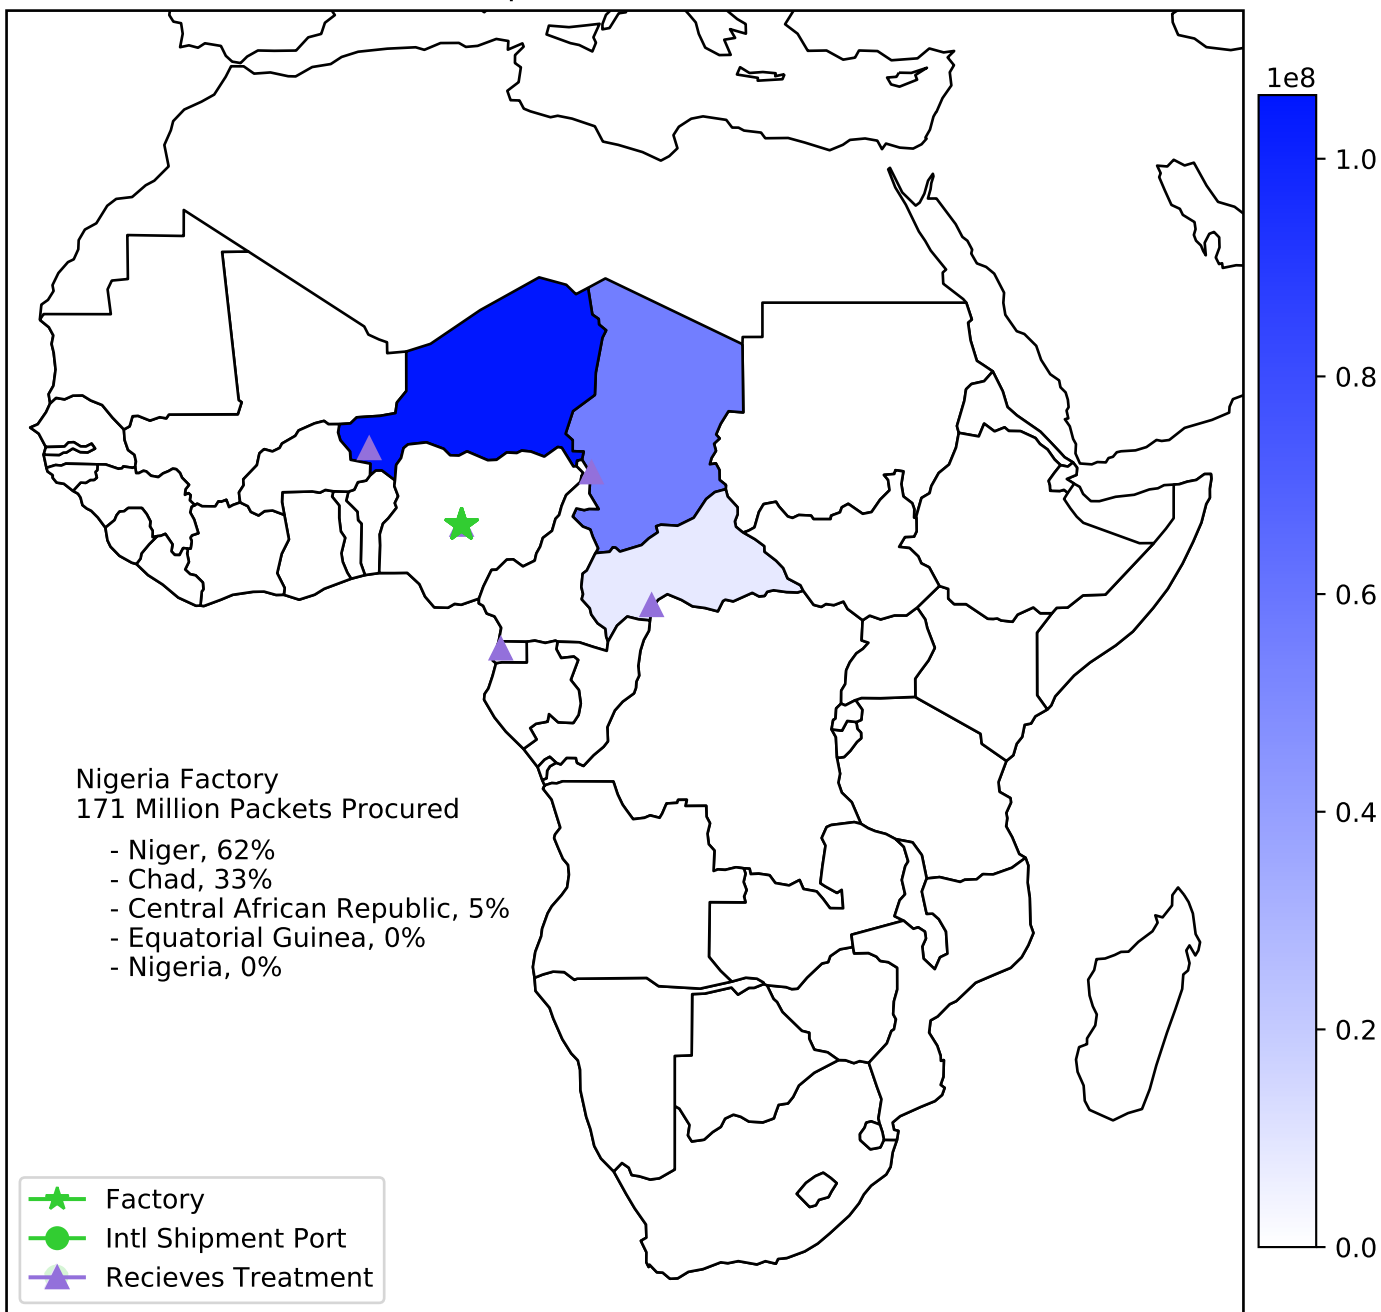 1e8
1.0
0.8
0.6
0.4
0.2
0.0
Nigeria Factory
171 Million Packets Procured
- Niger, 62%
- Chad, 33%
- Central African Republic, 5%
- Equatorial Guinea, 0%
- Nigeria, 0%
Factory
Intl Shipment Port
Recieves Treatment